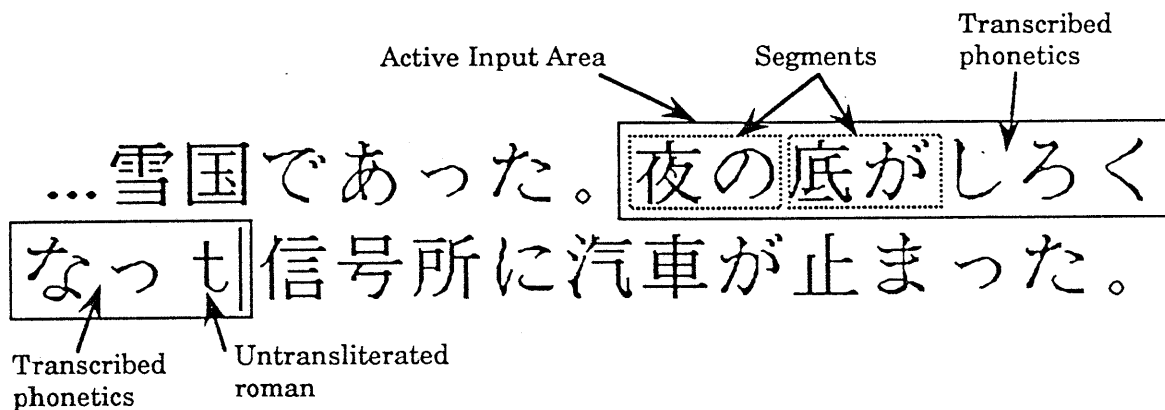 Active Input Area
Segments
Transcribed
phonetics
...雪国であった。夜の底がしろく
なっt信号所に汽車が止まった。
Transcribed
phonetics
Untransliterated
roman